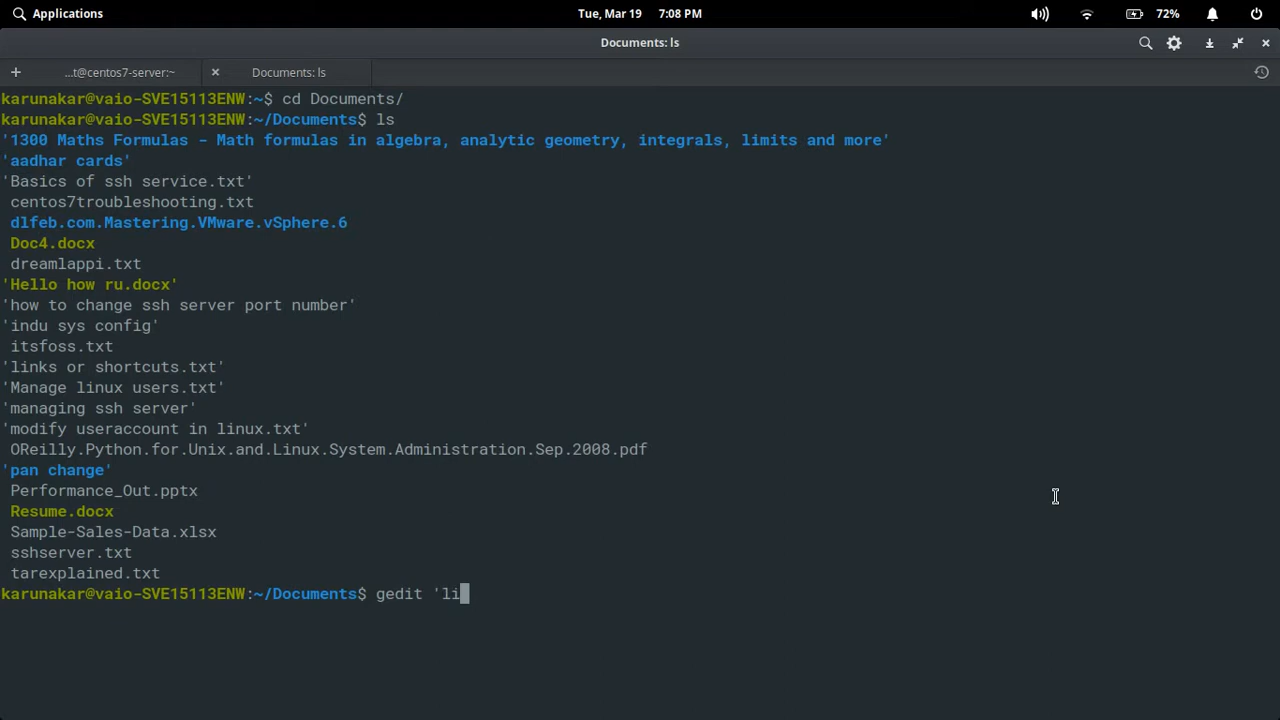 Applications
Tue, Mar 19 7:08 PM
72%
Documents: ls
...t@centos7-server:~
Documents: ls
karunakar@vaio-SVE15113ENW:~$ cd Documents/
karunakar@vaio-SVE15113ENW:~/Documents$ ls
'1300 Maths Formulas - Math formulas in algebra, analytic geometry, integrals, limits and more'
'aadhar cards'
'Basics of ssh service.txt'
centos7troubleshooting.txt
dlfeb.com.Mastering.VMware.vSphere.6
Doc4.docx
dreamlappi.txt
'Hello how ru.docx'
'how to change ssh server port number'
'indu sys config'
itsfoss.txt
'links or shortcuts.txt'
'Manage linux users.txt'
'managing ssh server'
'modify useraccount in linux.txt'
OReilly.Python.for.Unix.and.Linux.System.Administration.Sep.2008.pdf
'pan change'
Performance_Out.pptx
Resume.docx
Sample-Sales-Data.xlsx
sshserver.txt
tarexplained.txt
karunakar@vaio-SVE15113ENW:~/Documents$ gedit 'li